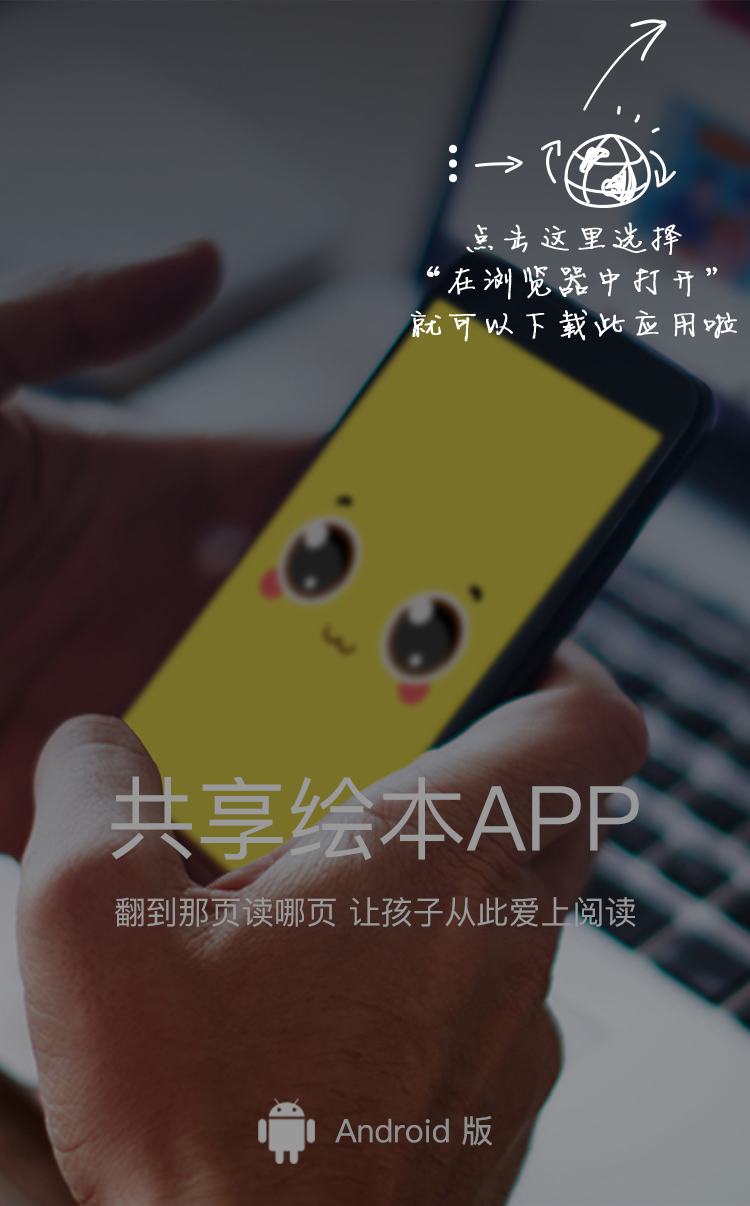 点击这里选择
“在浏览器中打开”
就可以下载此应用啦
共享绘本APP
翻到那页读哪页 让孩子从此爱上阅读
Android 版